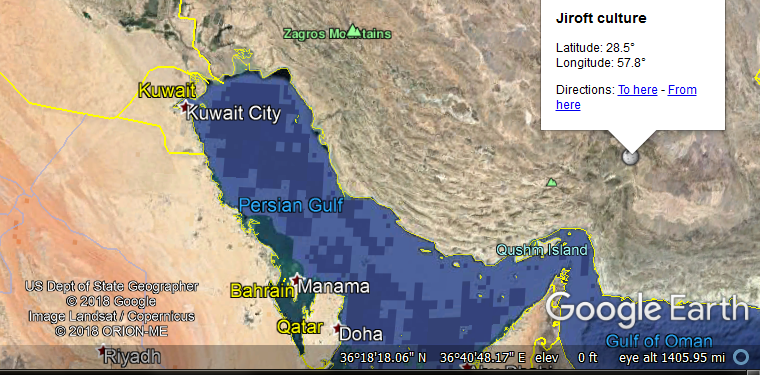 Jiroft culture
Latitude: 28.5°
Longitude: 57.8°
Directions: To here - From
here
Zagros Mountains
Kuwait
Kuwait City
Persian Gulf
Qushm Island
Bahrain
Manama
Qatar
Doha
US Dept of State Geographer
© 2018 Google
Image Landsat / Copernicus
© 2018 ORION-ME
Google Earth
Gulf of Oman
Riyadh
Abu Dhabi
36°18'18.06" N 36°40'48.17" E elev 0 ft eye alt 1405.95 mi